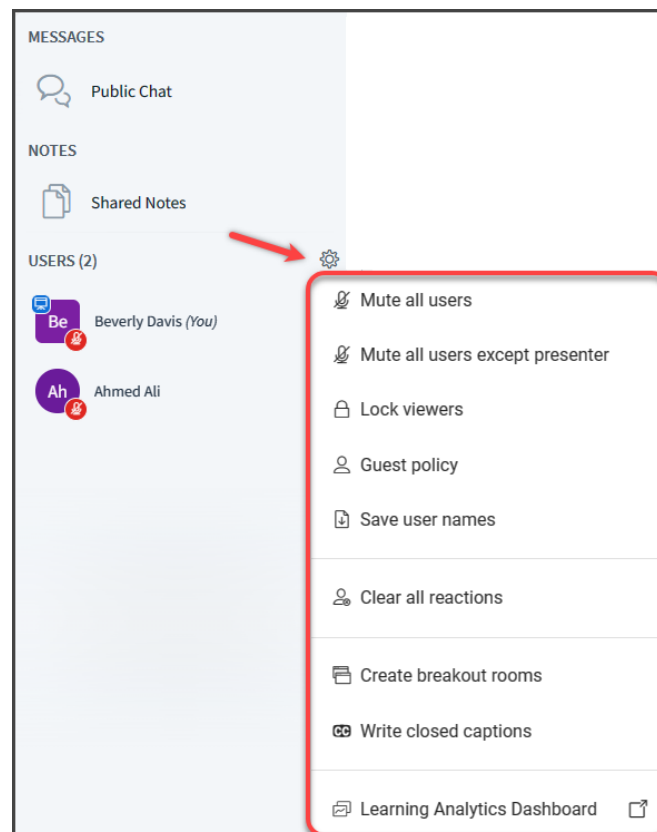 MESSAGES
Public Chat
NOTES
Shared Notes
USERS (2)
Be
Beverly Davis (You)
Ah
Ahmed Ali
Mute all users
Mute all users except presenter
Lock viewers
Guest policy
Save user names
Clear all reactions
Create breakout rooms
CC Write closed captions
Learning Analytics Dashboard